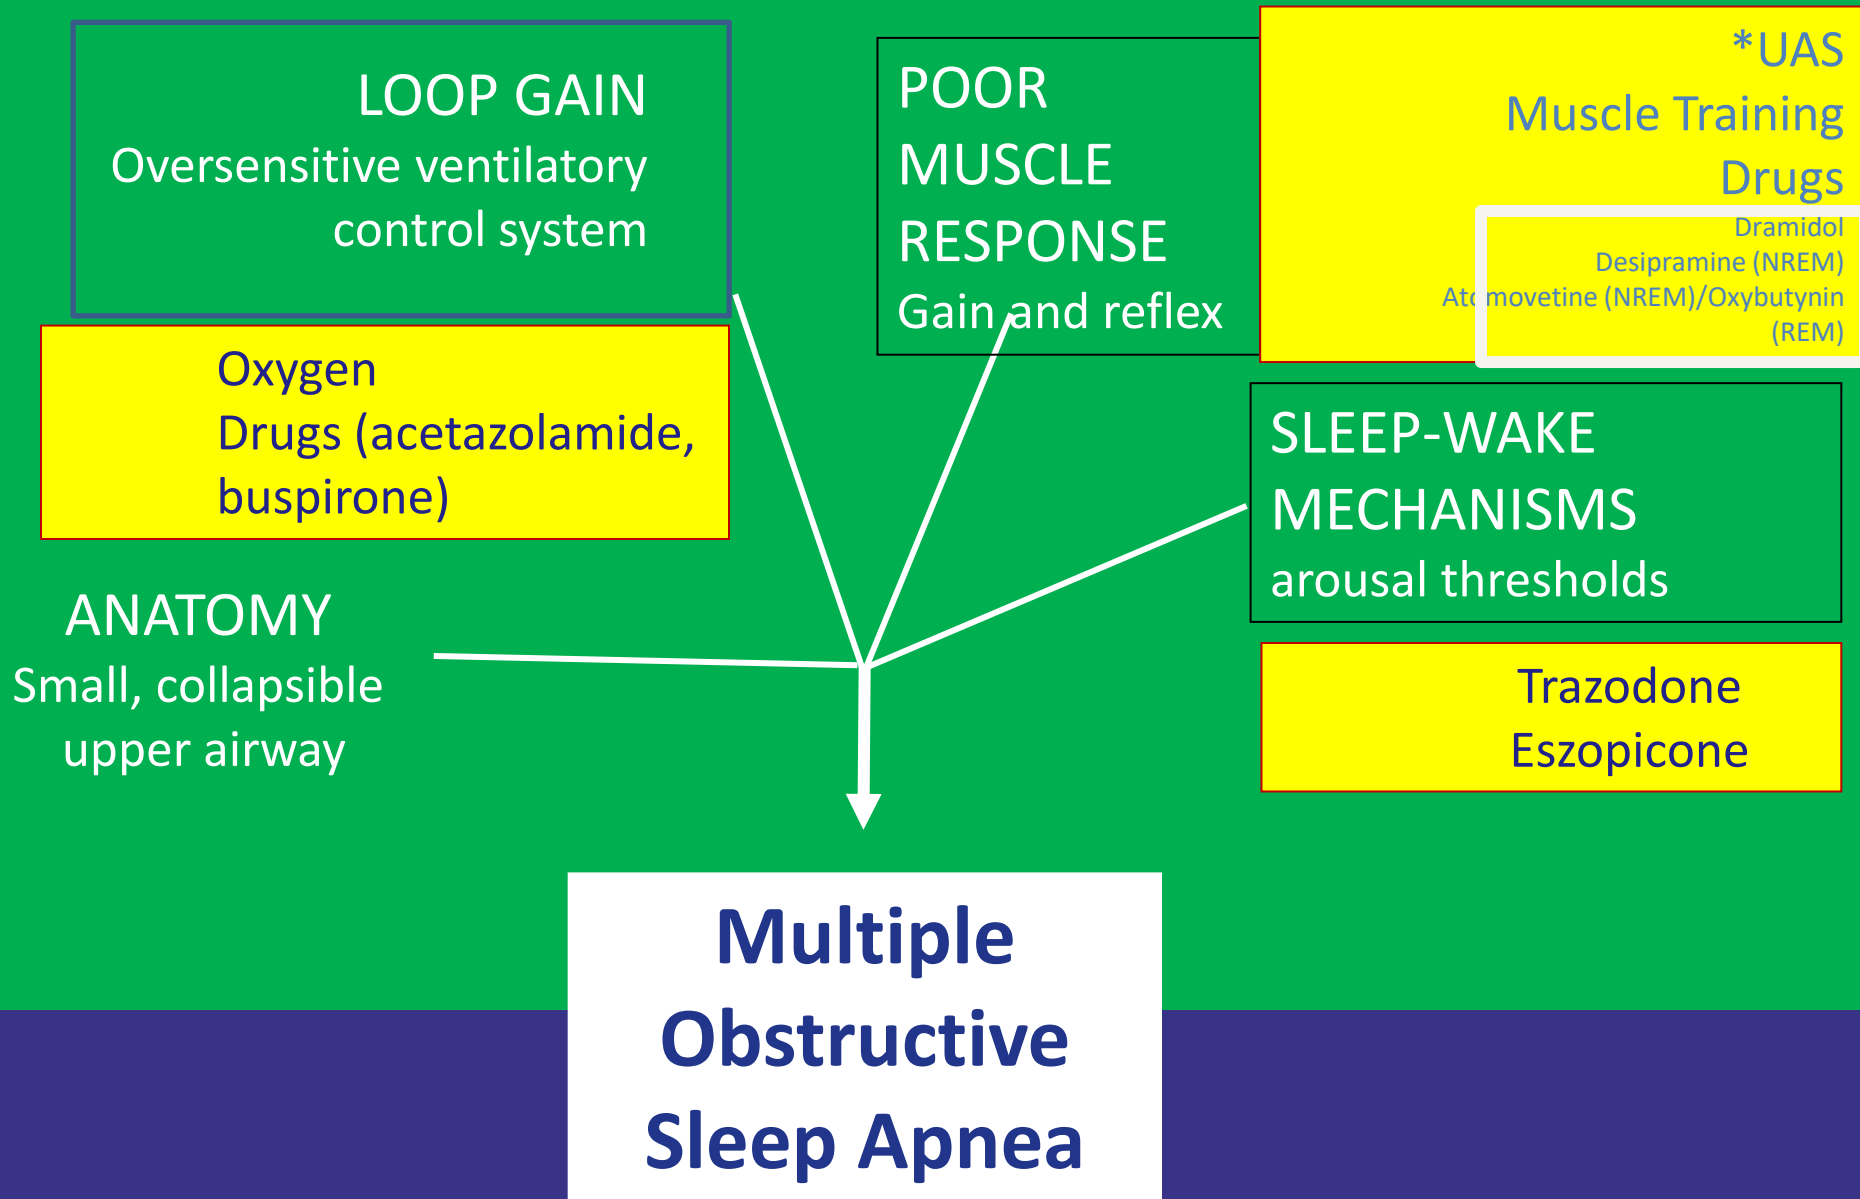 LOOP GAIN
Oversensitive ventilatory
control system
Oxygen
Drugs (acetazolamide,
buspirone)
ANATOMY
Small, collapsible
upper airway
POOR
MUSCLE
RESPONSE
Gain and reflex
*UAS
Muscle Training
Drugs
Dramidol
Desipramine (NREM)
Atomovetine (NREM)/Oxybutynin
(REM)
SLEEP-WAKE
MECHANISMS
arousal thresholds
Trazodone
Eszopicone
Multiple
Obstructive
Sleep Apnea